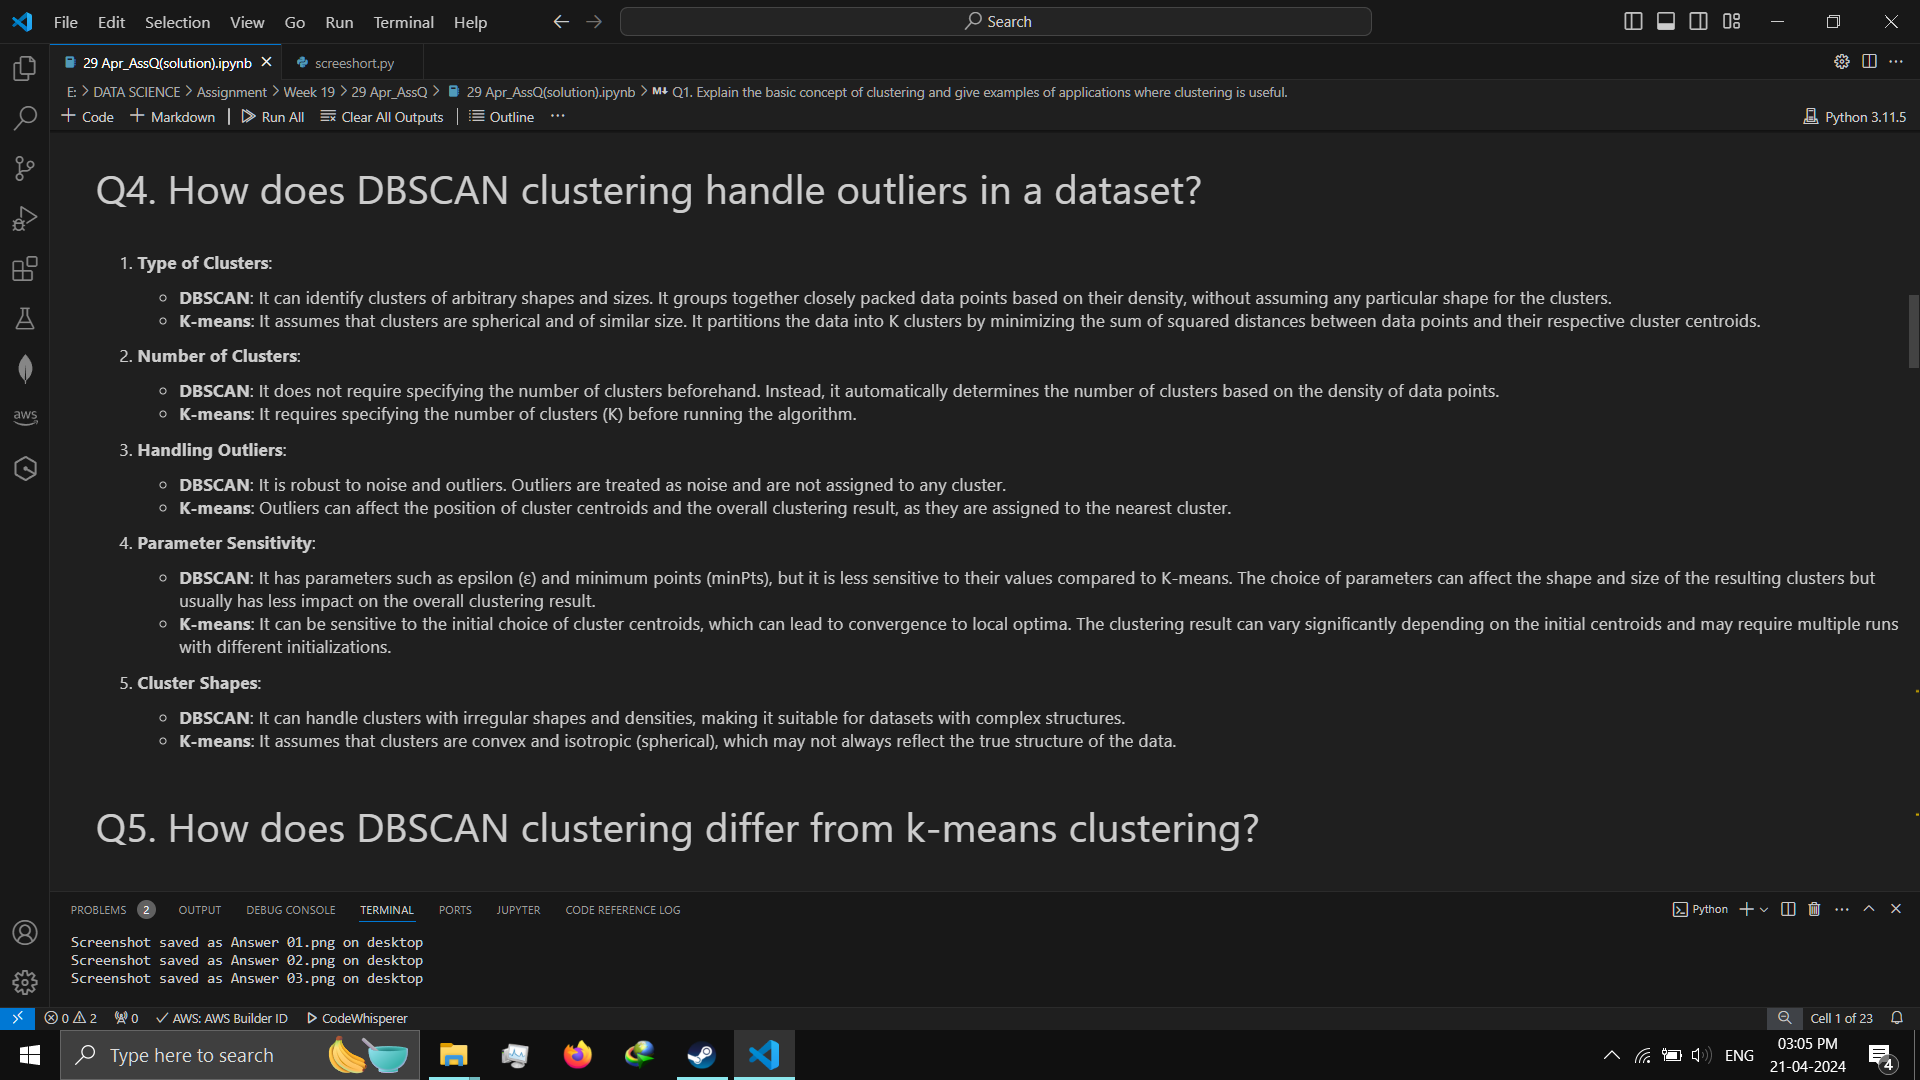 File Edit Selection View Go Run Terminal Help
Search
29 Apr_AssQ(solution).ipynb
screeshort.py
E: > DATA SCIENCE > Assignment > Week 19 > 29 Apr_AssQ > 29 Apr_AssQ(solution).ipynb > M↓ Q1. Explain the basic concept of clustering and give examples of applications where clustering is useful.
+ Code + Markdown | Run All Clear All Outputs | Outline ...
Python 3.11.5
aws
Q4. How does DBSCAN clustering handle outliers in a dataset?
1. Type of Clusters:
DBSCAN: It can identify clusters of arbitrary shapes and sizes. It groups together closely packed data points based on their density, without assuming any particular shape for the clusters.
K-means: It assumes that clusters are spherical and of similar size. It partitions the data into K clusters by minimizing the sum of squared distances between data points and their respective cluster centroids.
2. Number of Clusters:
DBSCAN: It does not require specifying the number of clusters beforehand. Instead, it automatically determines the number of clusters based on the density of data points.
K-means: It requires specifying the number of clusters (K) before running the algorithm.
3. Handling Outliers:
DBSCAN: It is robust to noise and outliers. Outliers are treated as noise and are not assigned to any cluster.
K-means: Outliers can affect the position of cluster centroids and the overall clustering result, as they are assigned to the nearest cluster.
4. Parameter Sensitivity:
DBSCAN: It has parameters such as epsilon (ε) and minimum points (minPts), but it is less sensitive to their values compared to K-means. The choice of parameters can affect the shape and size of the resulting clusters but
usually has less impact on the overall clustering result.
K-means: It can be sensitive to the initial choice of cluster centroids, which can lead to convergence to local optima. The clustering result can vary significantly depending on the initial centroids and may require multiple runs
with different initializations.
5. Cluster Shapes:
DBSCAN: It can handle clusters with irregular shapes and densities, making it suitable for datasets with complex structures.
K-means: It assumes that clusters are convex and isotropic (spherical), which may not always reflect the true structure of the data.
Q5. How does DBSCAN clustering differ from k-means clustering?
PROBLEMS 2 OUTPUT DEBUG CONSOLE TERMINAL PORTS JUPYTER CODE REFERENCE LOG
Python
Screenshot saved as Answer 01.png on desktop
Screenshot saved as Answer 02.png on desktop
Screenshot saved as Answer 03.png on desktop
0 2 0 AWS: AWS Builder ID CodeWhisperer
Cell 1 of 23
Type here to search
ENG
03:05 PM
21-04-2024
4